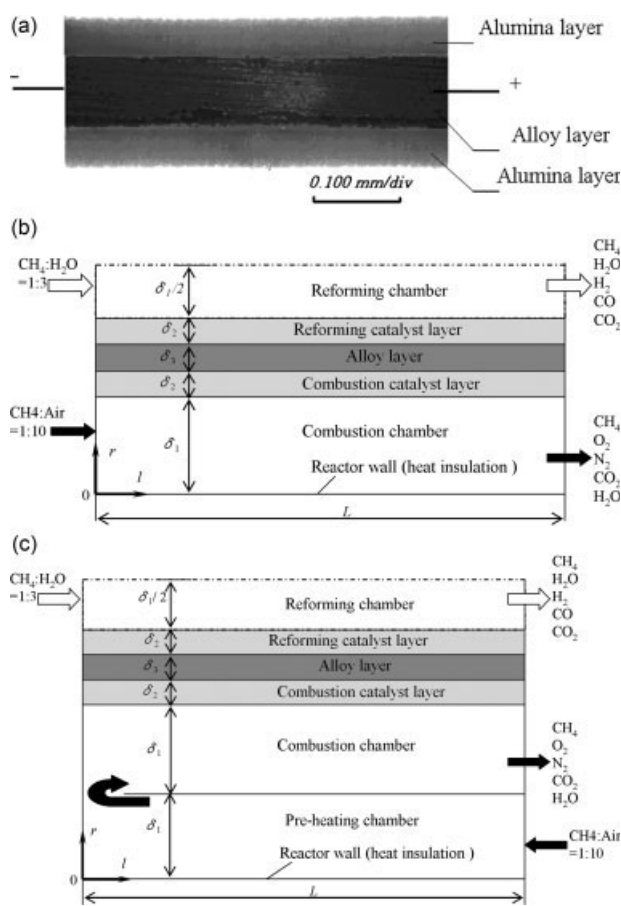 (a)
Alumina layer
−
+
Alloy layer
Alumina layer
0.100 mm/div
(b)
CH4:H2O
=1:3
δ1/2
Reforming chamber
CH4
H2O
H2
CO
CO2
δ2
Reforming catalyst layer
δ3
Alloy layer
δ2
Combustion catalyst layer
CH4:Air
=1:10
δ1
Combustion chamber
CH4
O2
N2
CO2
H2O
r
Reactor wall (heat insulation )
0
l
L
(c)
CH4:H2O
=1:3
δ1/2
Reforming chamber
CH4
H2O
H2
CO
CO2
δ2
Reforming catalyst layer
δ3
Alloy layer
δ2
Combustion catalyst layer
δ1
Combustion chamber
CH4
O2
N2
CO2
H2O
δ1
Pre-heating chamber
r
Reactor wall (heat insulation )
CH4:Air
=1:10
0
l
L